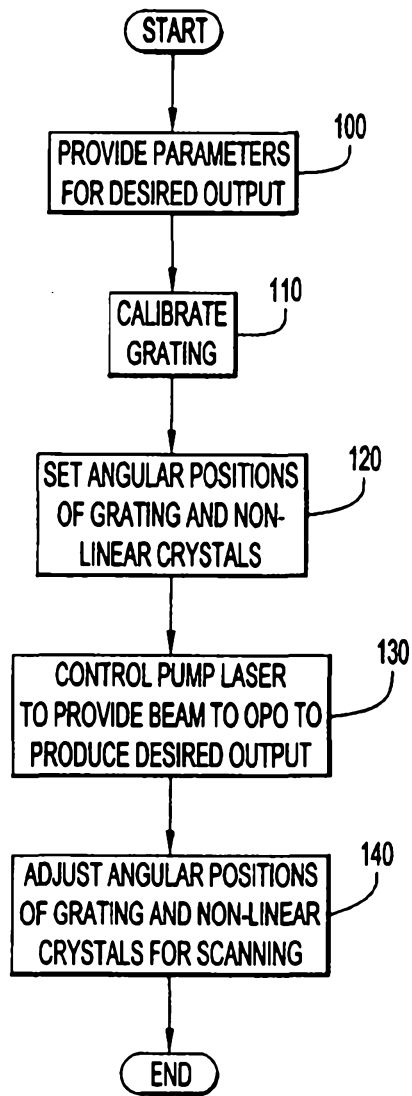 START
100
PROVIDE PARAMETERS
FOR DESIRED OUTPUT
110
CALIBRATE
GRATING
120
SET ANGULAR POSITIONS
OF GRATING AND NON-
LINEAR CRYSTALS
130
CONTROL PUMP LASER
TO PROVIDE BEAM TO OPO TO
PRODUCE DESIRED OUTPUT
140
ADJUST ANGULAR POSITIONS
OF GRATING AND NON-LINEAR
CRYSTALS FOR SCANNING
END